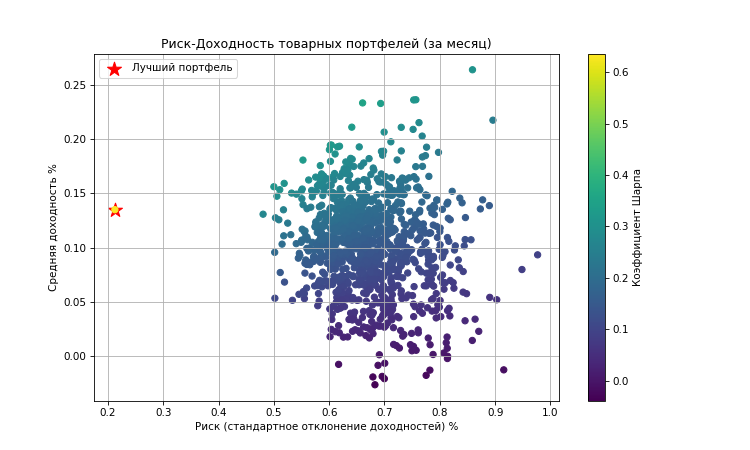 Риск-Доходность товарных портфелей (за месяц)
Лучший портфель
0.25
0.20
0.15
0.10
0.05
0.00
Средняя доходность %
0.2 0.3 0.4 0.5 0.6 0.7 0.8 0.9 1.0
Риск (стандартное отклонение доходностей) %
0.6
0.5
0.4
0.3
0.2
0.1
0.0
Коэффициент Шарпа